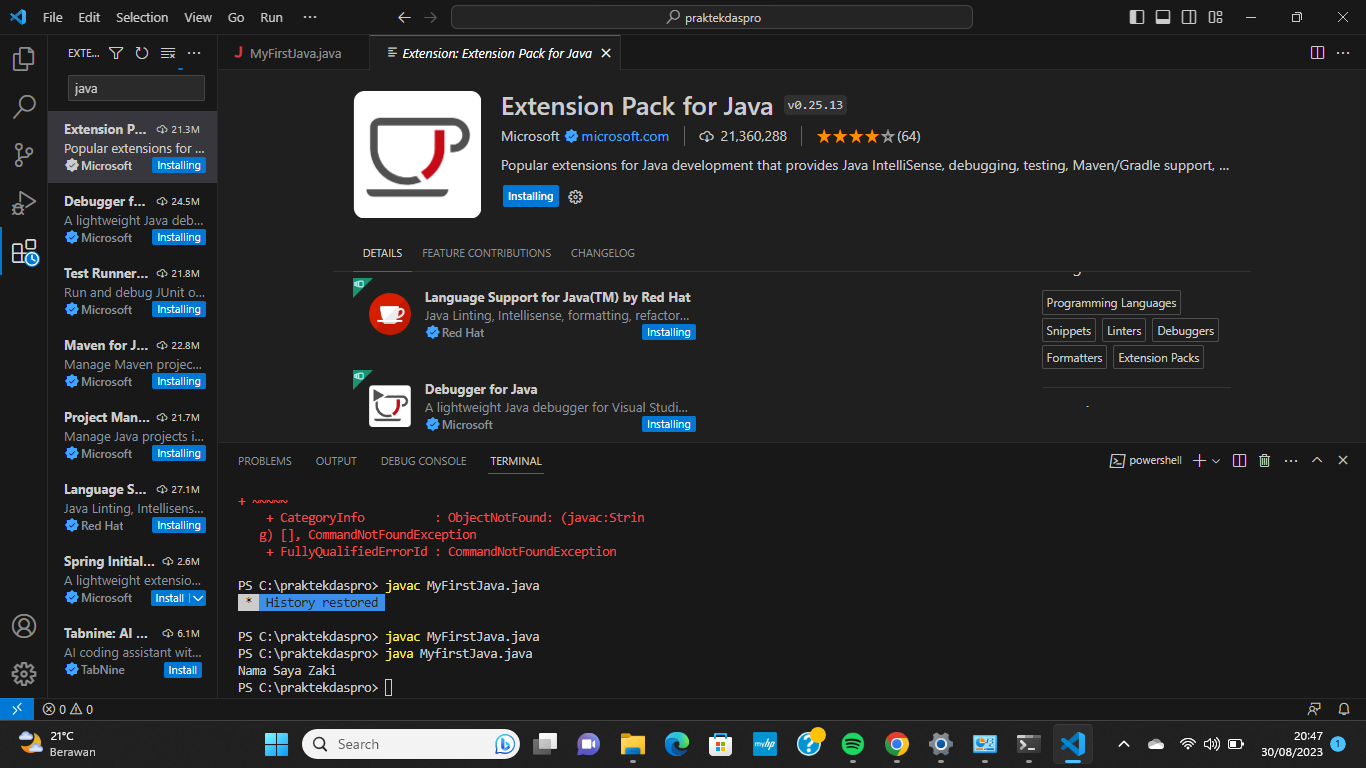 File Edit Selection View Go Run ···
praktekdaspro
EXTE...
java
Extension P... 21.3M
Popular extensions for ...
Microsoft Installing
Debugger f... 24.5M
A lightweight Java deb...
Microsoft Installing
Test Runner... 21.8M
Run and debug JUnit o...
Microsoft Installing
Maven for J... 22.8M
Manage Maven projec...
Microsoft Installing
Project Man... 21.7M
Manage Java projects i...
Microsoft Installing
Language S... 27.1M
Java Linting, Intellisens...
Red Hat Installing
Spring Initial... 2.6M
A lightweight extensio...
Microsoft Install
Tabnine: AI ... 6.1M
AI coding assistant wit...
TabNine Install
J MyFirstJava.java
Extension: Extension Pack for Java
Extension Pack for Java v0.25.13
Microsoft microsoft.com 21,360,288 (64)
Popular extensions for Java development that provides Java IntelliSense, debugging, testing, Maven/Gradle support, ...
Installing
DETAILS FEATURE CONTRIBUTIONS CHANGELOG
Language Support for Java(TM) by Red Hat
Java Linting, Intellisense, formatting, refactor...
Red Hat Installing
Debugger for Java
A lightweight Java debugger for Visual Studi...
Microsoft Installing
Programming Languages
Snippets Linters Debuggers
Formatters Extension Packs
PROBLEMS OUTPUT DEBUG CONSOLE TERMINAL
powershell
+ ~~~~~
+ CategoryInfo : ObjectNotFound: (javac:Strin
g) [], CommandNotFoundException
+ FullyQualifiedErrorId : CommandNotFoundException
PS C:\praktekdaspro> javac MyFirstJava.java
* History restored
PS C:\praktekdaspro> javac MyFirstJava.java
PS C:\praktekdaspro> java MyfirstJava.java
Nama Saya Zaki
PS C:\praktekdaspro>
0 0
21°C
Berawan
Search
myhp
20:47
30/08/2023
1